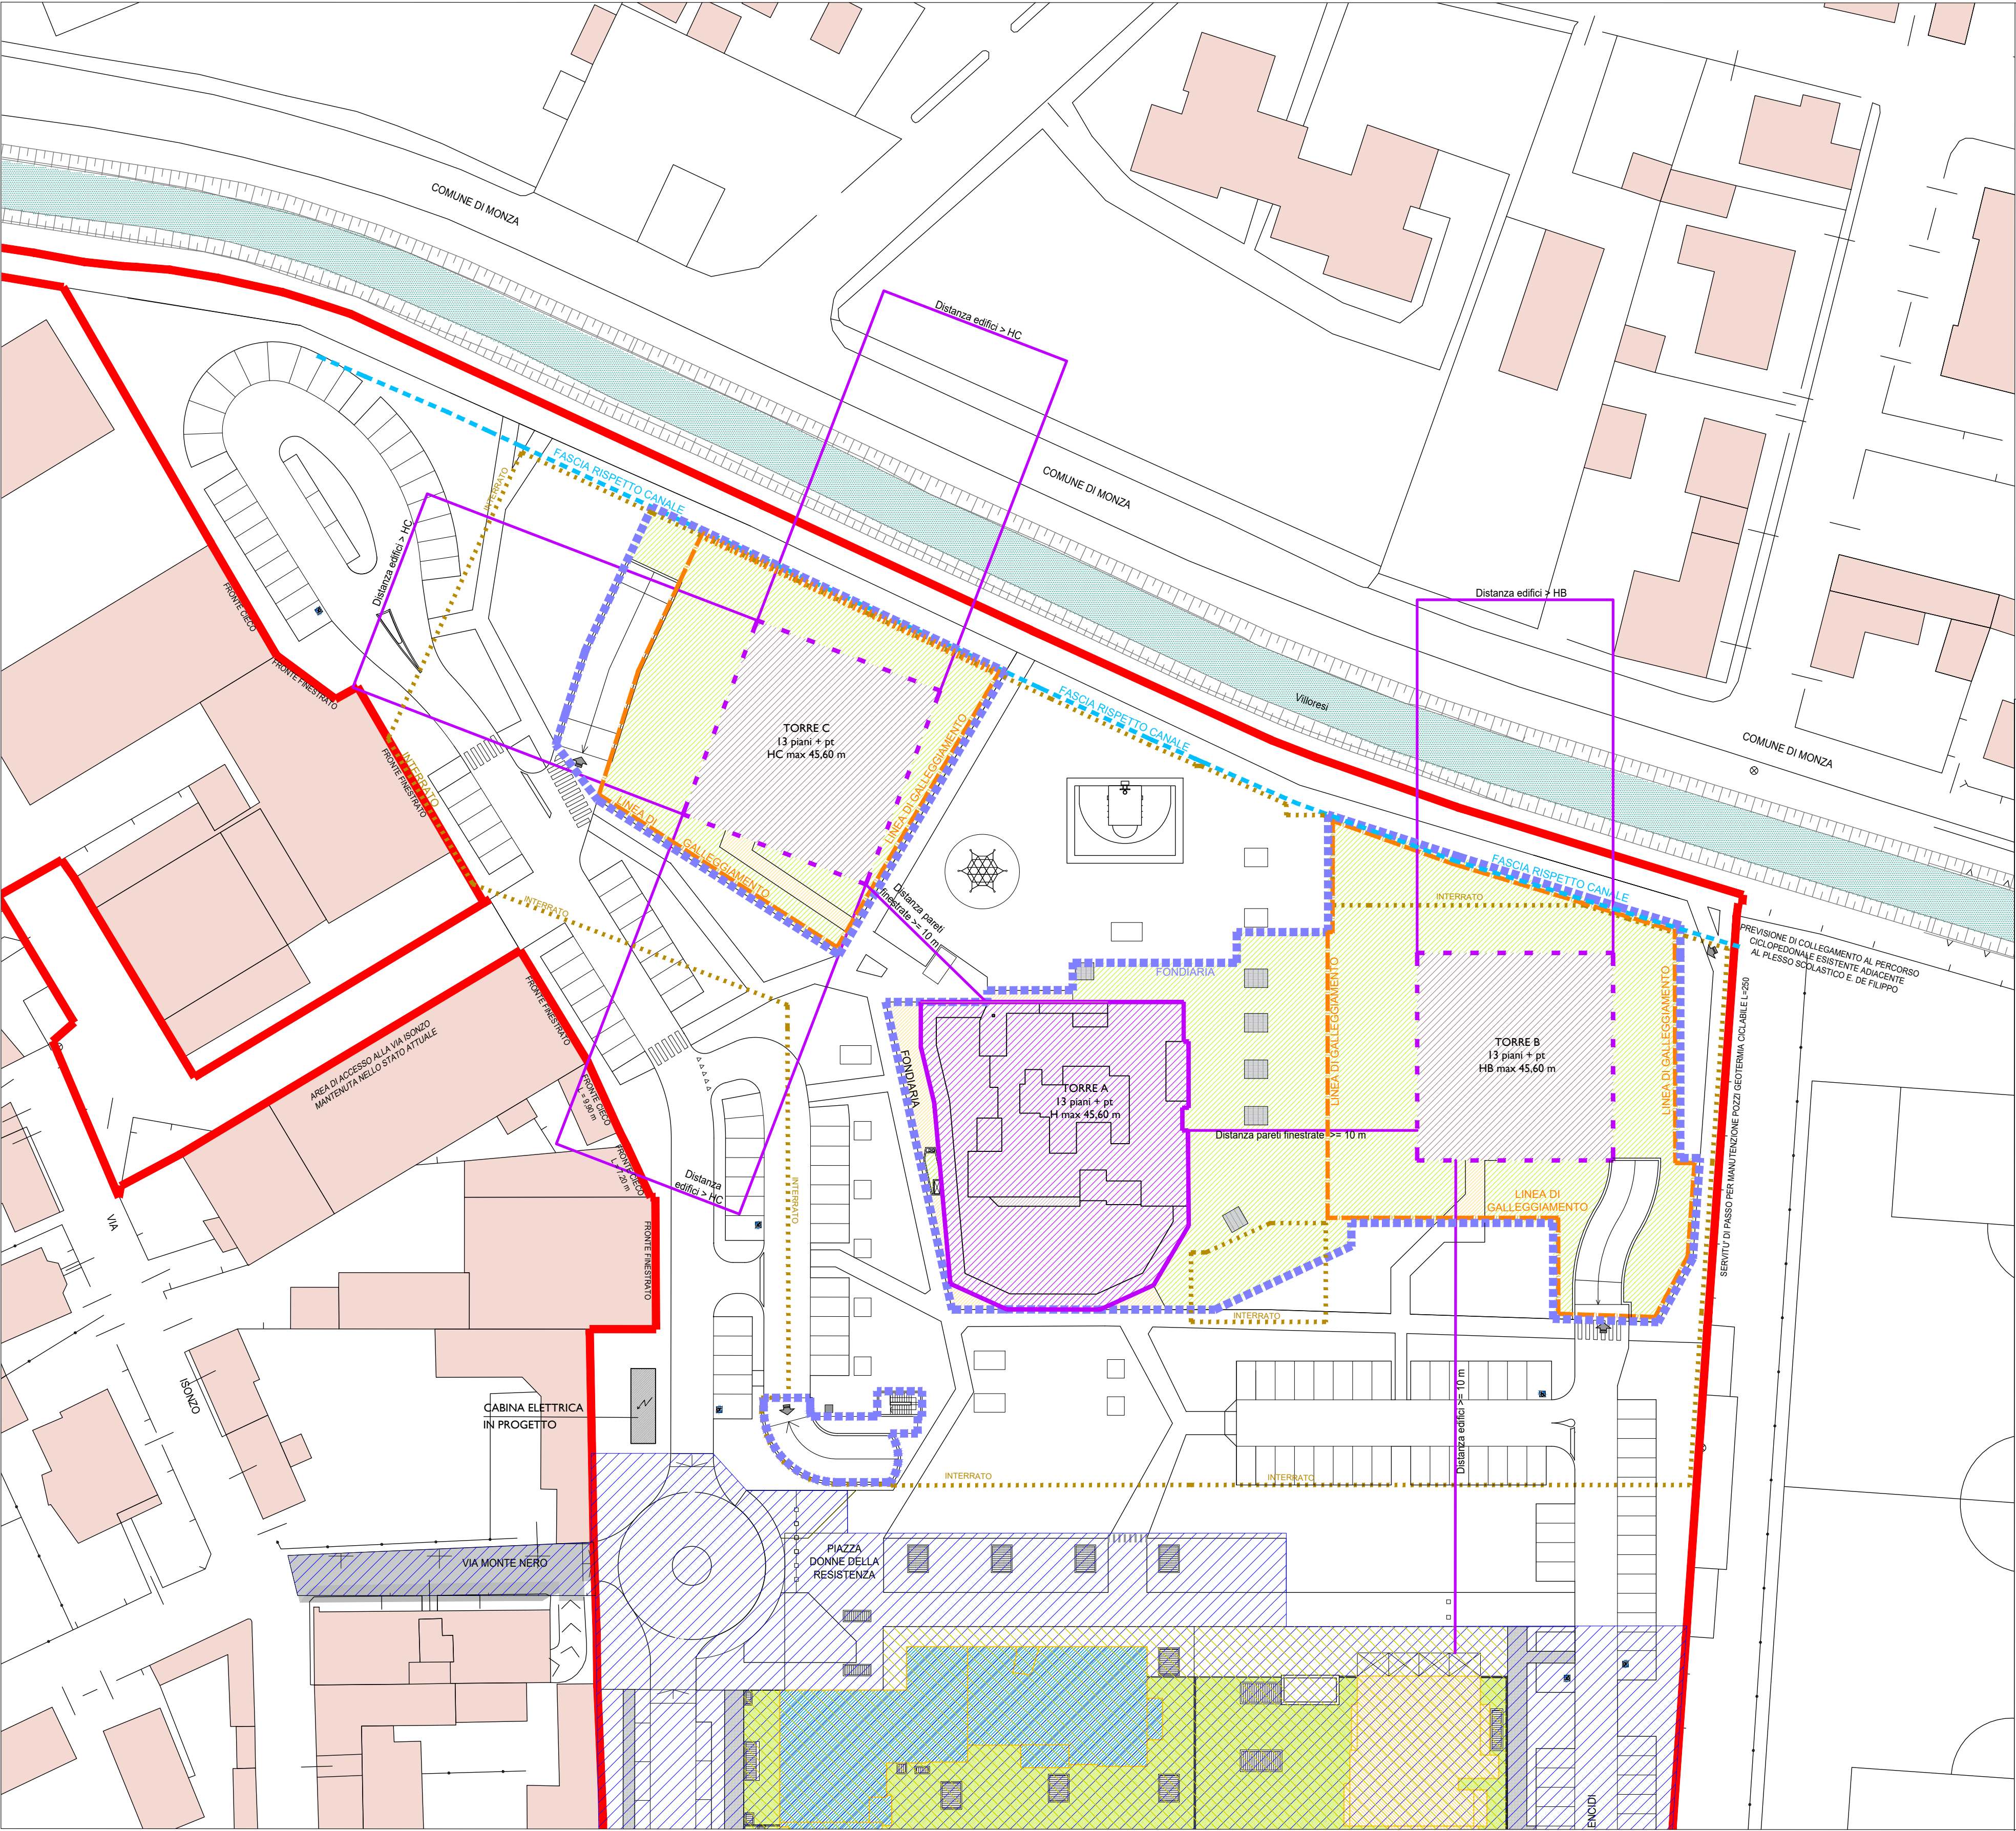 COMUNE DI MONZA
Distanza edifici > HC
COMUNE DI MONZA
FASCIA RISPETTO CANALE
INTERRATO
Distanza edifici > HC
FRONTE CIECO
FRONTE FINESTRATO
INTERRATO
FRONTE FINESTRATO
Distanza edifici > HB
Villoresi
COMUNE DI MONZA
FASCIA RISPETTO CANALE
TORRE C
13 piani + pt
HC max 45,60 m
LINEA DI GALLEGGIAMENTO
LINEA DI
GALLEGGIAMENTO
Distanza pareti
finestrate >= 10 m
INTERRATO
FASCIA RISPETTO CANALE
INTERRATO
PREVISIONE DI COLLEGAMENTO AL PERCORSO
CICLOPEDONALE ESISTENTE ADIACENTE
AL PLESSO SCOLASTICO E. DE FILIPPO
FONDIARIA
LINEA DI GALLEGGIAMENTO
LINEA DI GALLEGGIAMENTO
SERVITU' DI PASSO PER MANUTENZIONE POZZI GEOTERMIA CICLABILE L=250
FRONTE FINESTRATO
AREA DI ACCESSO ALLA VIA ISONZO
MANTENUTA NELLO STATO ATTUALE
FRONTE CIECO
L = 9,90 m
FRONTE CIECO
L = 7,20 m
FRONTE FINESTRATO
Distanza
edifici > HC
INTERRATO
FONDIARIA
TORRE A
13 piani + pt
H max 45,60 m
TORRE B
13 piani + pt
HB max 45,60 m
Distanza pareti finestrate >= 10 m
LINEA DI
GALLEGGIAMENTO
INTERRATO
VIA
ISONZO
CABINA ELETTRICA
IN PROGETTO
Distanza edifici >= 10 m
INTERRATO
INTERRATO
VIA MONTE NERO
PIAZZA
DONNE DELLA
RESISTENZA
ENCIDI